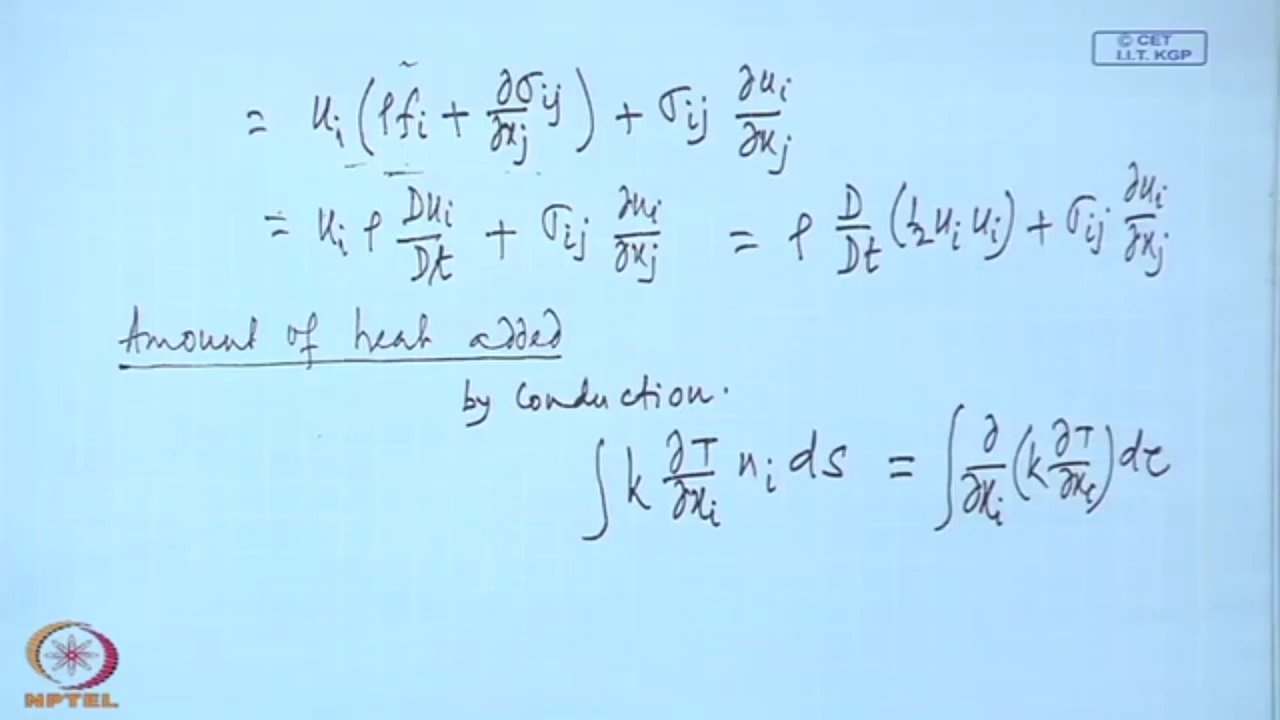 © CET
I.I.T. KGP
= u_i (ρf_i + ∂σ_ij/∂x_j) + σ_ij ∂u_i/∂x_j
= u_i ρ Du_i/Dt + σ_ij ∂u_i/∂x_j = ρ D/Dt (½ u_i u_i) + σ_ij ∂u_i/∂x_j
Amount of heat added
by conduction.
∫ k ∂T/∂x_i n_i ds = ∫ ∂/∂x_i (k ∂T/∂x_i) dτ
NPTEL